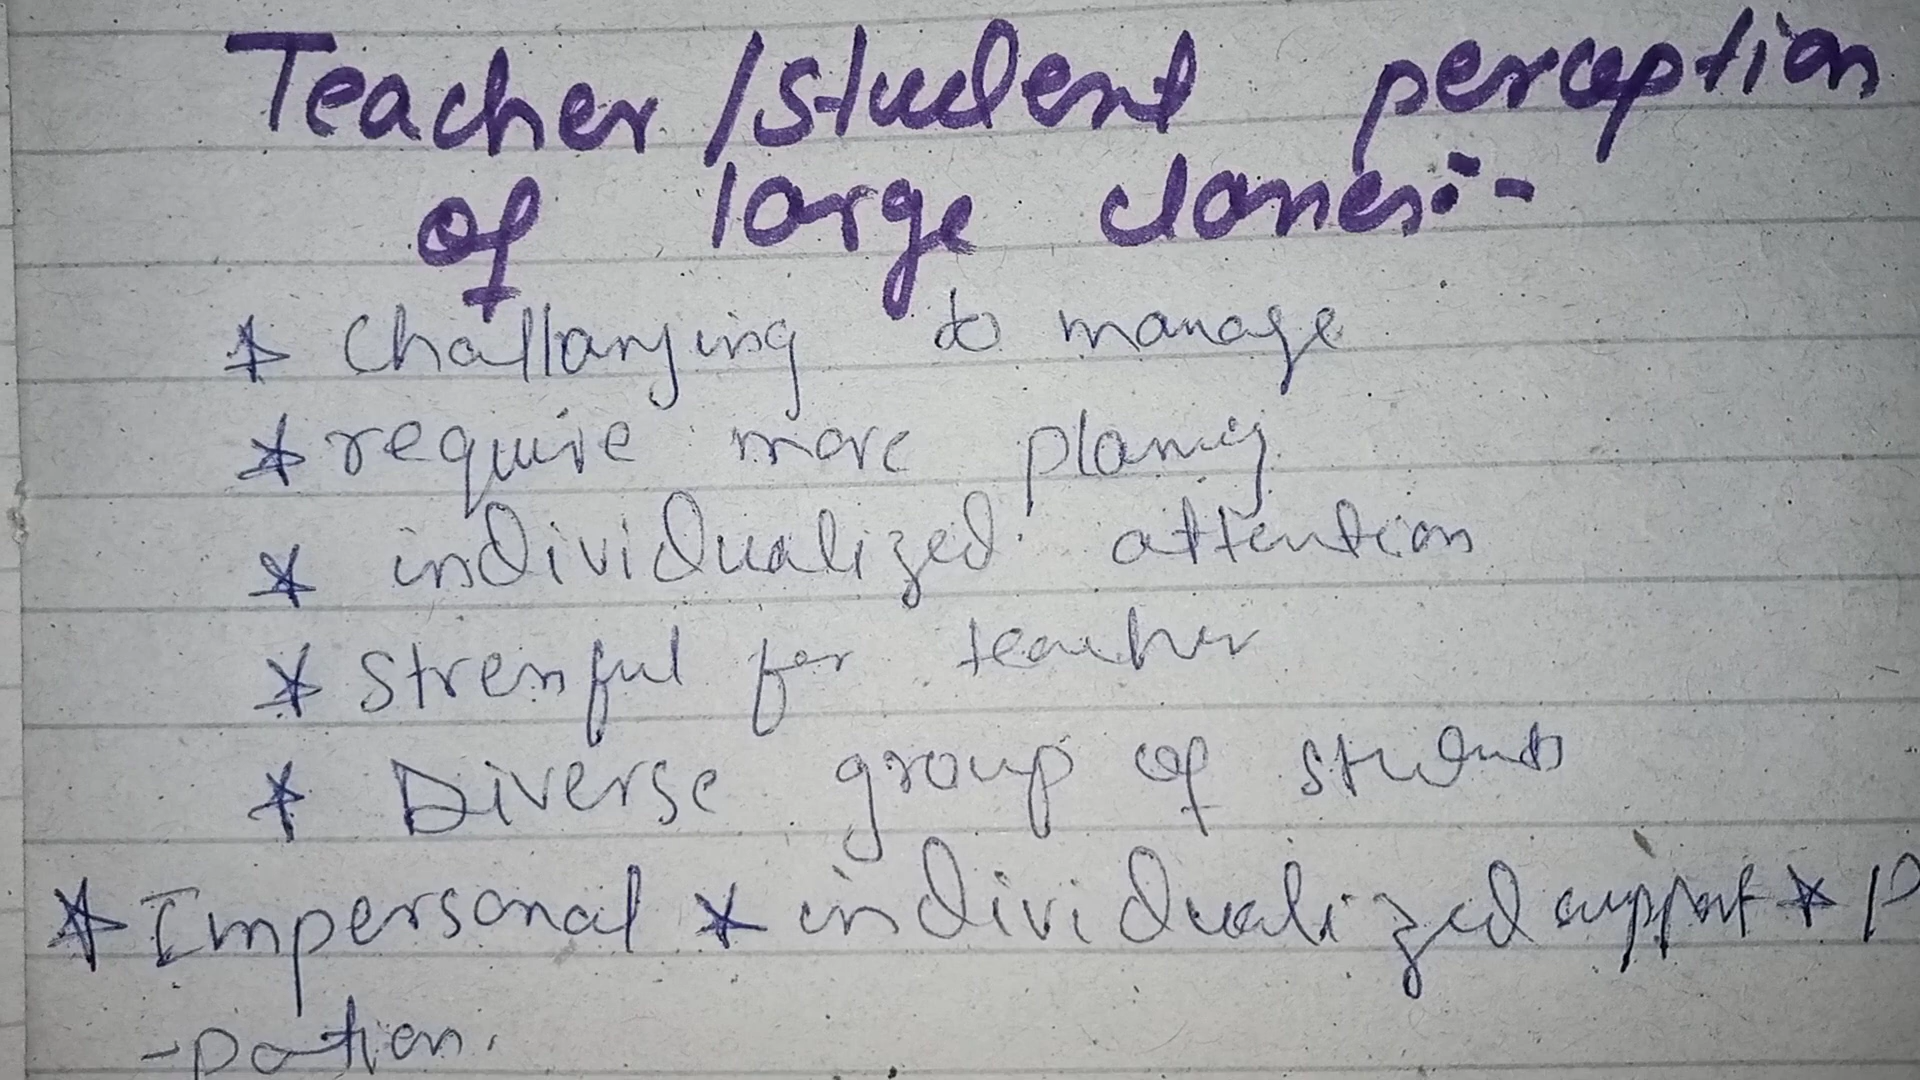 Teacher/student perception
of large classes:-
* Challanging to manage
* require more planing
* individualized attention
* Stressful for teacher
* Diverse group of students
* Impersonal * individualized support * P
-pation.